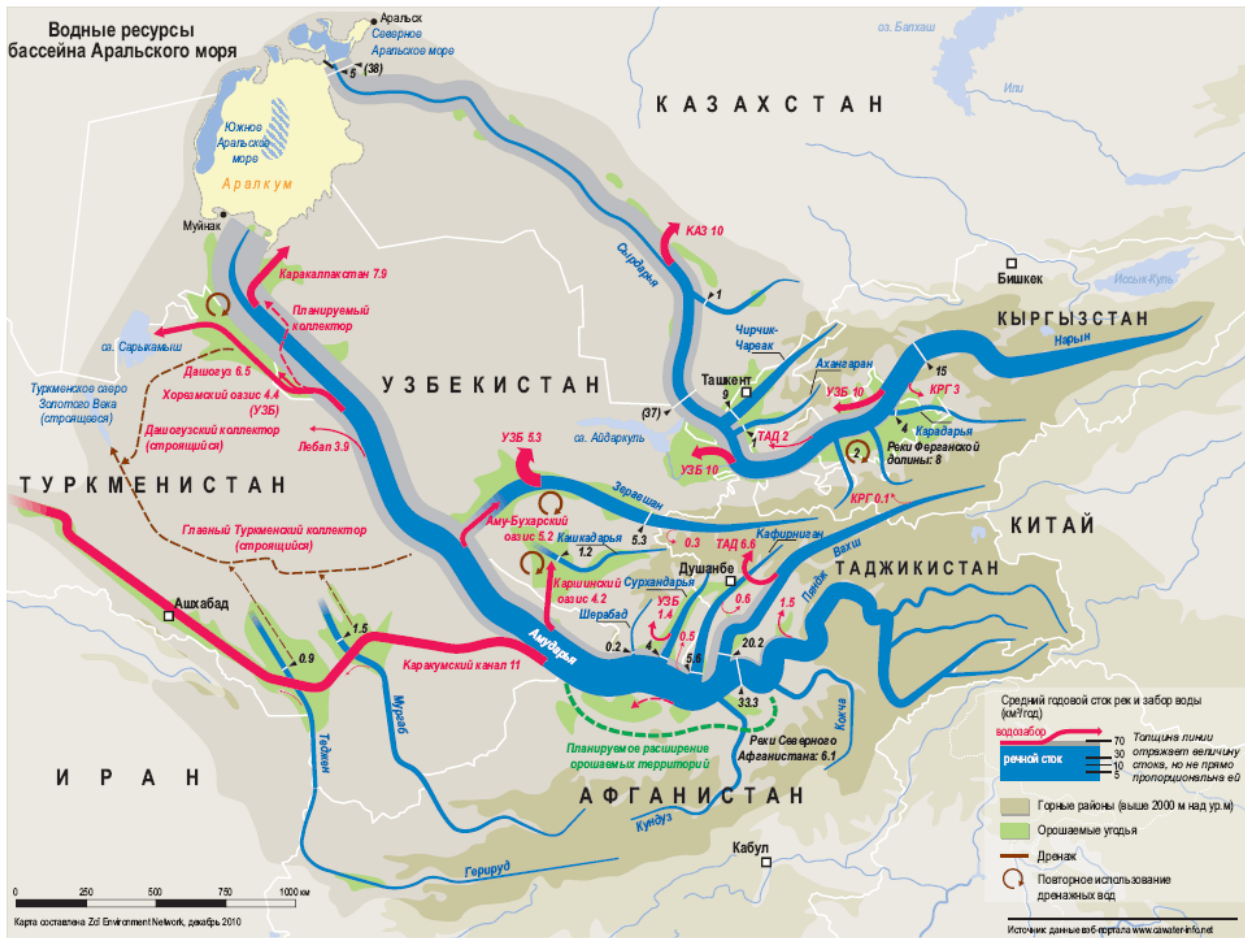 Водные ресурсы
бассейна Аральского моря
Аральск
Северное
Аральское море
5
(38)
оз. Балхаш
Или
КАЗАХСТАН
Южное
Аральское
море
Аралкум
Муйнак
КАЗ 10
Сырдарья
1
Бишкек
Иссык-Куль
Каракалпакстан 7.9
Планируемый
коллектор
оз. Сарыкамыш
КЫРГЫЗСТАН
Нарын
Чирчик-
Чарвак
Ахангаран
15
Дашогуз 6.5
Хорезмский оазис 4.4
(УЗБ)
Туркменское озеро
Золотого Века
(строящееся)
УЗБЕКИСТАН
Ташкент
9
УЗБ 10
КРГ 3
(37)
4
Карадарья
Дашогузский коллектор
(строящийся)
Лебап 3.9
оз. Айдаркуль
1
ТАД 2
УЗБ 5.3
УЗБ 10
2
Реки Ферганской
долины: 8
ТУРКМЕНИСТАН
Зеравшан
КРГ 0.1
Главный Туркменский коллектор
(строящийся)
Аму-Бухарский
оазис 5.2
Кашкадарья
1.2
5.3
0.3
ТАД 6.6
Кафирниган
Вахш
КИТАЙ
Душанбе
Пяндж
ТАДЖИКИСТАН
Ашхабад
Каршинский
оазис 4.2
Сурхандарья
Шерабад
УЗБ
1.4
0.6
1.5
1.5
0.9
Амударья
0.2
4
0.5
5.6
20.2
Каракумский канал 11
33.3
Мургаб
Теджен
Кокча
Планируемое расширение
орошаемых территорий
Реки Северного
Афганистана: 6.1
ИРАН
АФГАНИСТАН
Кундуз
Герируд
Кабул
Средний годовой сток рек и забор воды
(км³/год)
водозабор
речной сток
70
30
10
5
Толщина линии
отражает величину
стока, но не прямо
пропорциональна ей
Горные районы (выше 2000 м над ур.м)
Орошаемые угодья
Дренаж
Повторное использование
дренажных вод
0 250 500 750 1000 км
Карта составлена Zoï Environment Network, декабрь 2010
Источник: данные веб-портала www.cawater-info.net